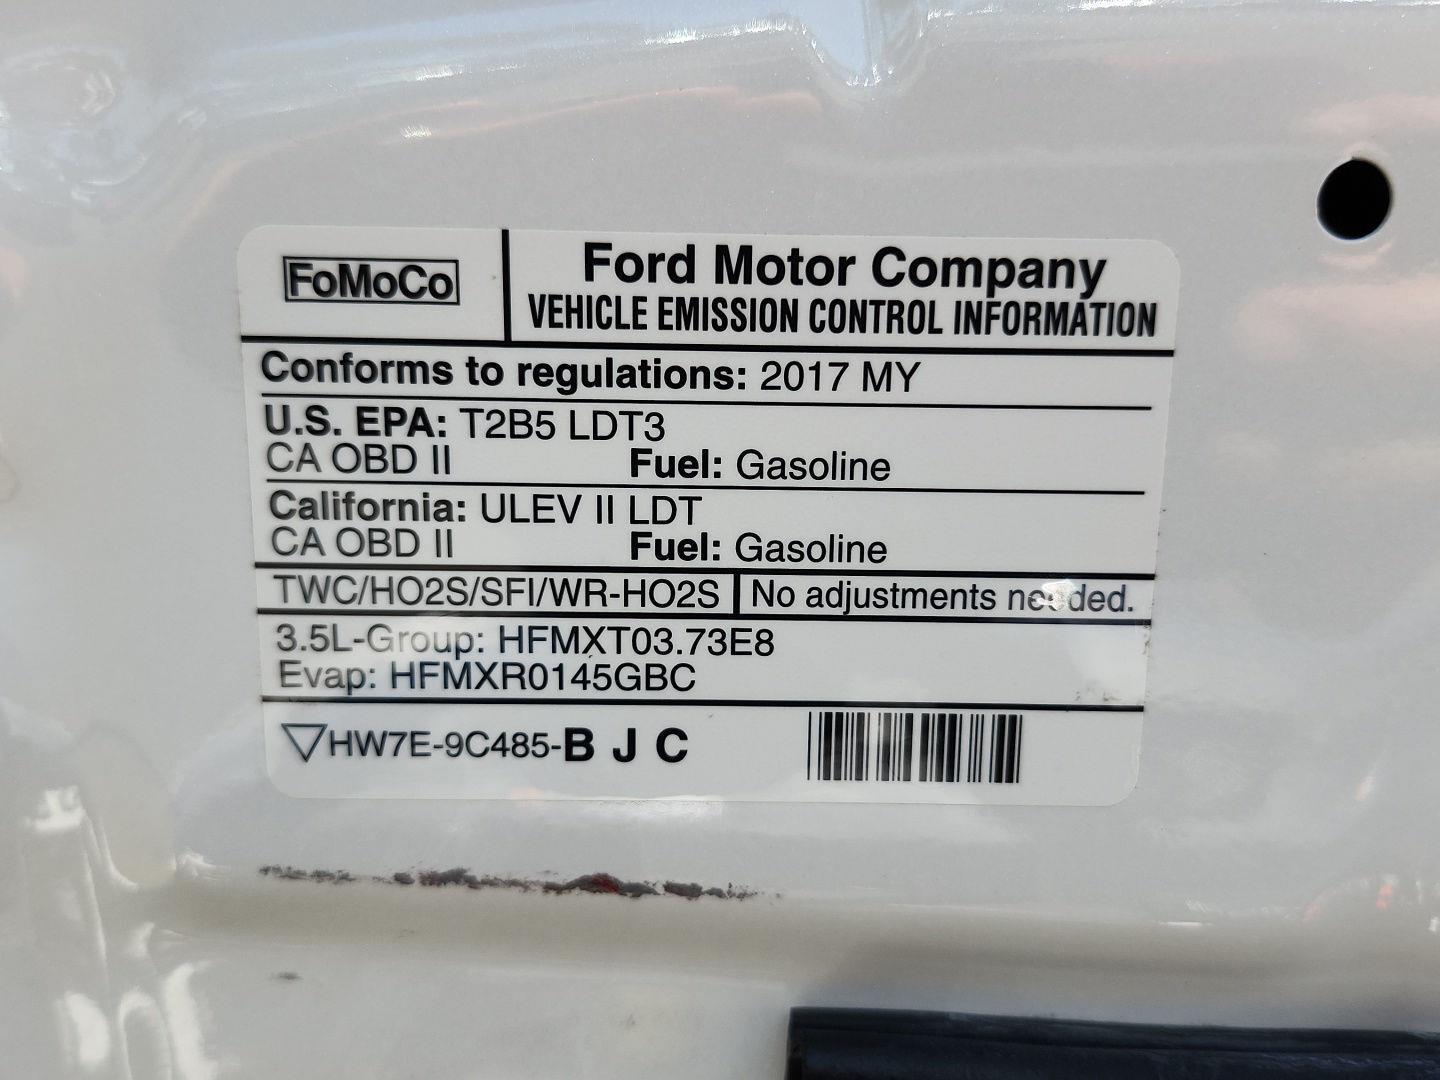 FoMoCo
Ford Motor Company
VEHICLE EMISSION CONTROL INFORMATION
Conforms to regulations: 2017 MY
U.S. EPA: T2B5 LDT3
CA OBD II Fuel: Gasoline
California: ULEV II LDT
CA OBD II Fuel: Gasoline
TWC/HO2S/SFI/WR-HO2S No adjustments needed.
3.5L-Group: HFMXT03.73E8
Evap: HFMXR0145GBC
HW7E-9C485-B J C